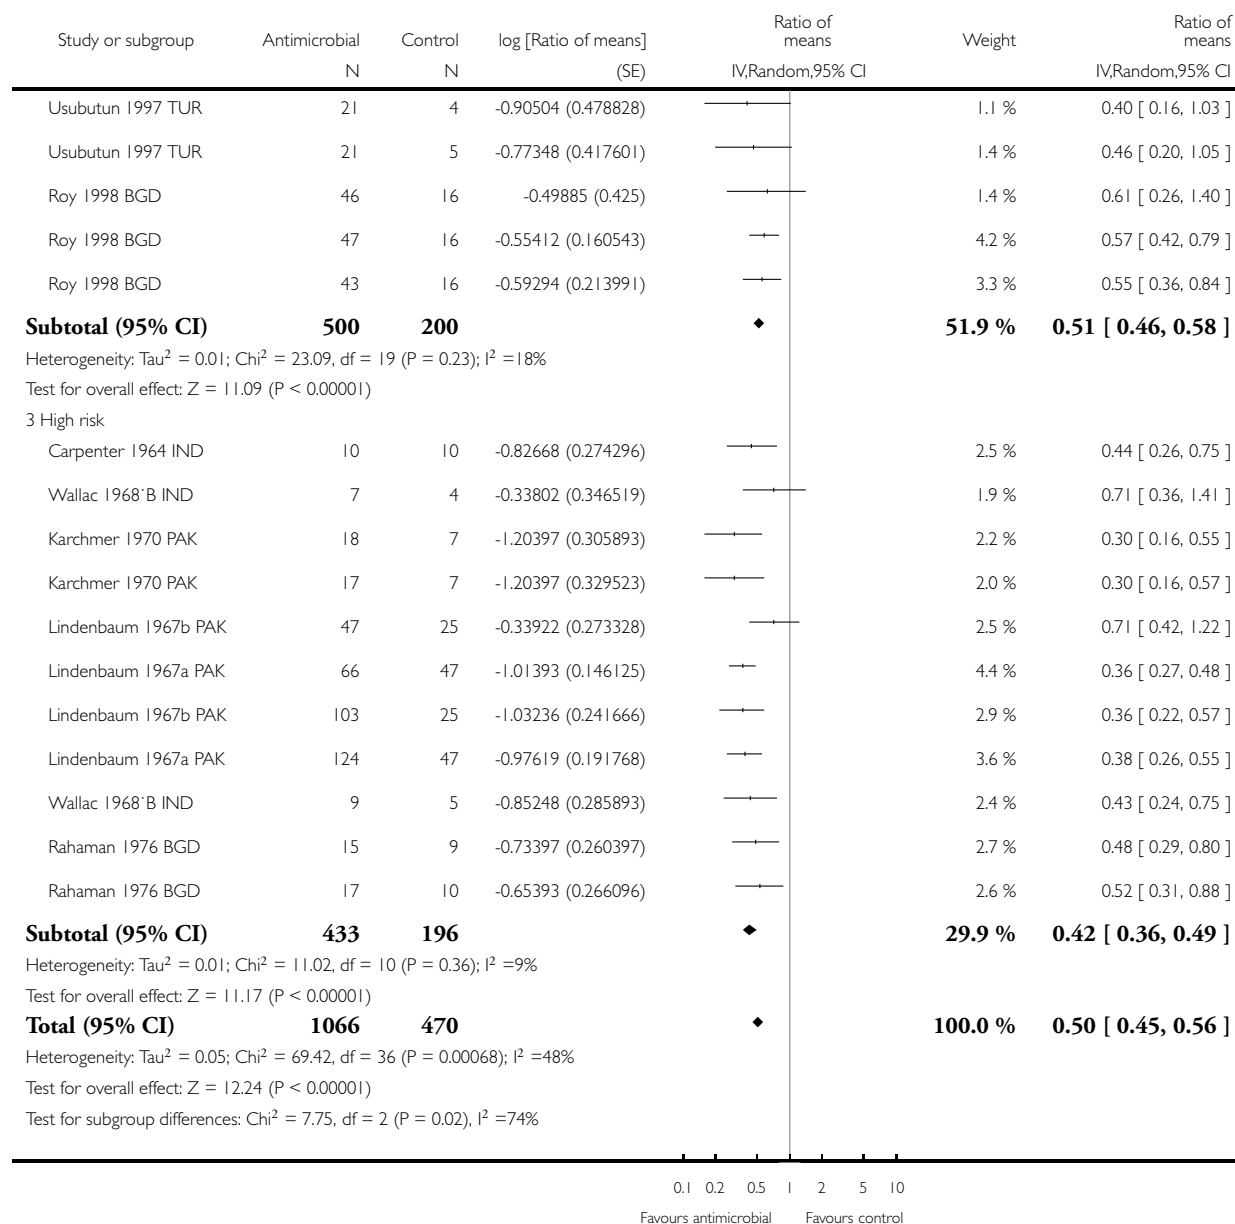 Study or subgroup Antimicrobial Control log [Ratio of means] Ratio of means Weight Ratio of means
N N (SE) IV,Random,95% CI IV,Random,95% CI
Usubutun 1997 TUR 21 4 -0.90504 (0.478828) 1.1 % 0.40 [ 0.16, 1.03 ]
Usubutun 1997 TUR 21 5 -0.77348 (0.417601) 1.4 % 0.46 [ 0.20, 1.05 ]
Roy 1998 BGD 46 16 -0.49885 (0.425) 1.4 % 0.61 [ 0.26, 1.40 ]
Roy 1998 BGD 47 16 -0.55412 (0.160543) 4.2 % 0.57 [ 0.42, 0.79 ]
Roy 1998 BGD 43 16 -0.59294 (0.213991) 3.3 % 0.55 [ 0.36, 0.84 ]
Subtotal (95% CI) 500 200 51.9 % 0.51 [ 0.46, 0.58 ]
Heterogeneity: Tau² = 0.01; Chi² = 23.09, df = 19 (P = 0.23); I² =18%
Test for overall effect: Z = 11.09 (P < 0.00001)
3 High risk
Carpenter 1964 IND 10 10 -0.82668 (0.274296) 2.5 % 0.44 [ 0.26, 0.75 ]
Wallac 1968˙B IND 7 4 -0.33802 (0.346519) 1.9 % 0.71 [ 0.36, 1.41 ]
Karchmer 1970 PAK 18 7 -1.20397 (0.305893) 2.2 % 0.30 [ 0.16, 0.55 ]
Karchmer 1970 PAK 17 7 -1.20397 (0.329523) 2.0 % 0.30 [ 0.16, 0.57 ]
Lindenbaum 1967b PAK 47 25 -0.33922 (0.273328) 2.5 % 0.71 [ 0.42, 1.22 ]
Lindenbaum 1967a PAK 66 47 -1.01393 (0.146125) 4.4 % 0.36 [ 0.27, 0.48 ]
Lindenbaum 1967b PAK 103 25 -1.03236 (0.241666) 2.9 % 0.36 [ 0.22, 0.57 ]
Lindenbaum 1967a PAK 124 47 -0.97619 (0.191768) 3.6 % 0.38 [ 0.26, 0.55 ]
Wallac 1968˙B IND 9 5 -0.85248 (0.285893) 2.4 % 0.43 [ 0.24, 0.75 ]
Rahaman 1976 BGD 15 9 -0.73397 (0.260397) 2.7 % 0.48 [ 0.29, 0.80 ]
Rahaman 1976 BGD 17 10 -0.65393 (0.266096) 2.6 % 0.52 [ 0.31, 0.88 ]
Subtotal (95% CI) 433 196 29.9 % 0.42 [ 0.36, 0.49 ]
Heterogeneity: Tau² = 0.01; Chi² = 11.02, df = 10 (P = 0.36); I² =9%
Test for overall effect: Z = 11.17 (P < 0.00001)
Total (95% CI) 1066 470 100.0 % 0.50 [ 0.45, 0.56 ]
Heterogeneity: Tau² = 0.05; Chi² = 69.42, df = 36 (P = 0.00068); I² =48%
Test for overall effect: Z = 12.24 (P < 0.00001)
Test for subgroup differences: Chi² = 7.75, df = 2 (P = 0.02), I² =74%
0.1 0.2 0.5 1 2 5 10
Favours antimicrobial Favours control